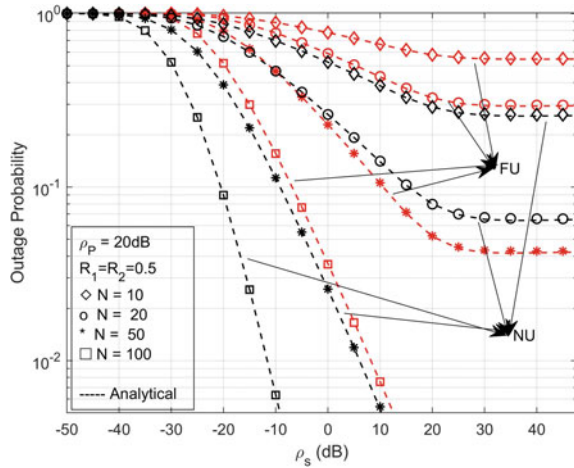 10^0
10^-1
10^-2
Outage Probability
ρ_P = 20dB
R_1=R_2=0.5
N = 10
N = 20
N = 50
N = 100
Analytical
FU
NU
-50 -40 -30 -20 -10 0 10 20 30 40
ρ_s (dB)